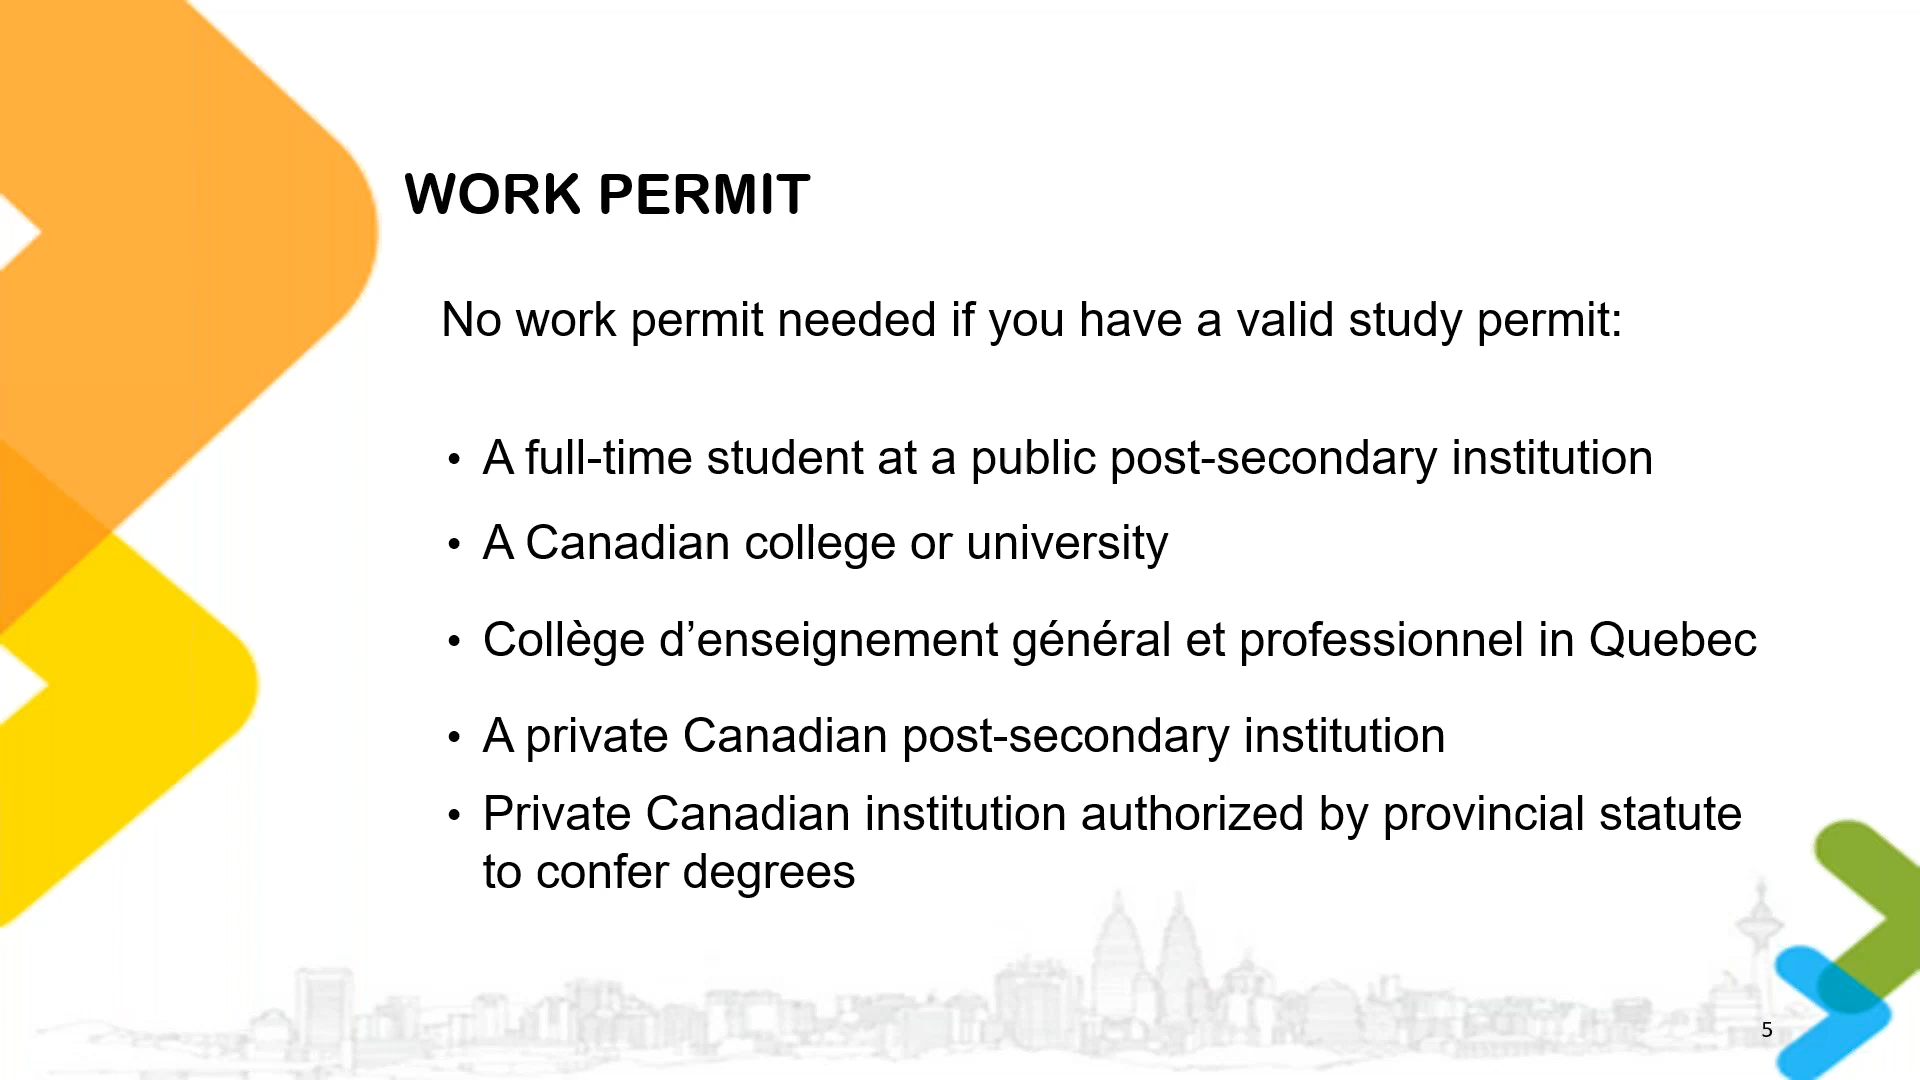 WORK PERMIT
No work permit needed if you have a valid study permit:
• A full-time student at a public post-secondary institution
• A Canadian college or university
• Collège d’enseignement général et professionnel in Quebec
• A private Canadian post-secondary institution
• Private Canadian institution authorized by provincial statute
to confer degrees
5